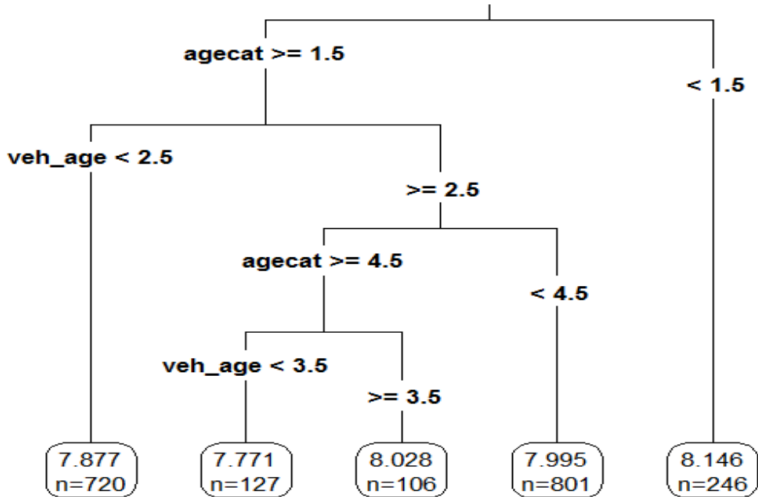 agecat >= 1.5
< 1.5
veh_age < 2.5
>= 2.5
agecat >= 4.5
< 4.5
veh_age < 3.5
>= 3.5
7.877
n=720
7.771
n=127
8.028
n=106
7.995
n=801
8.146
n=246